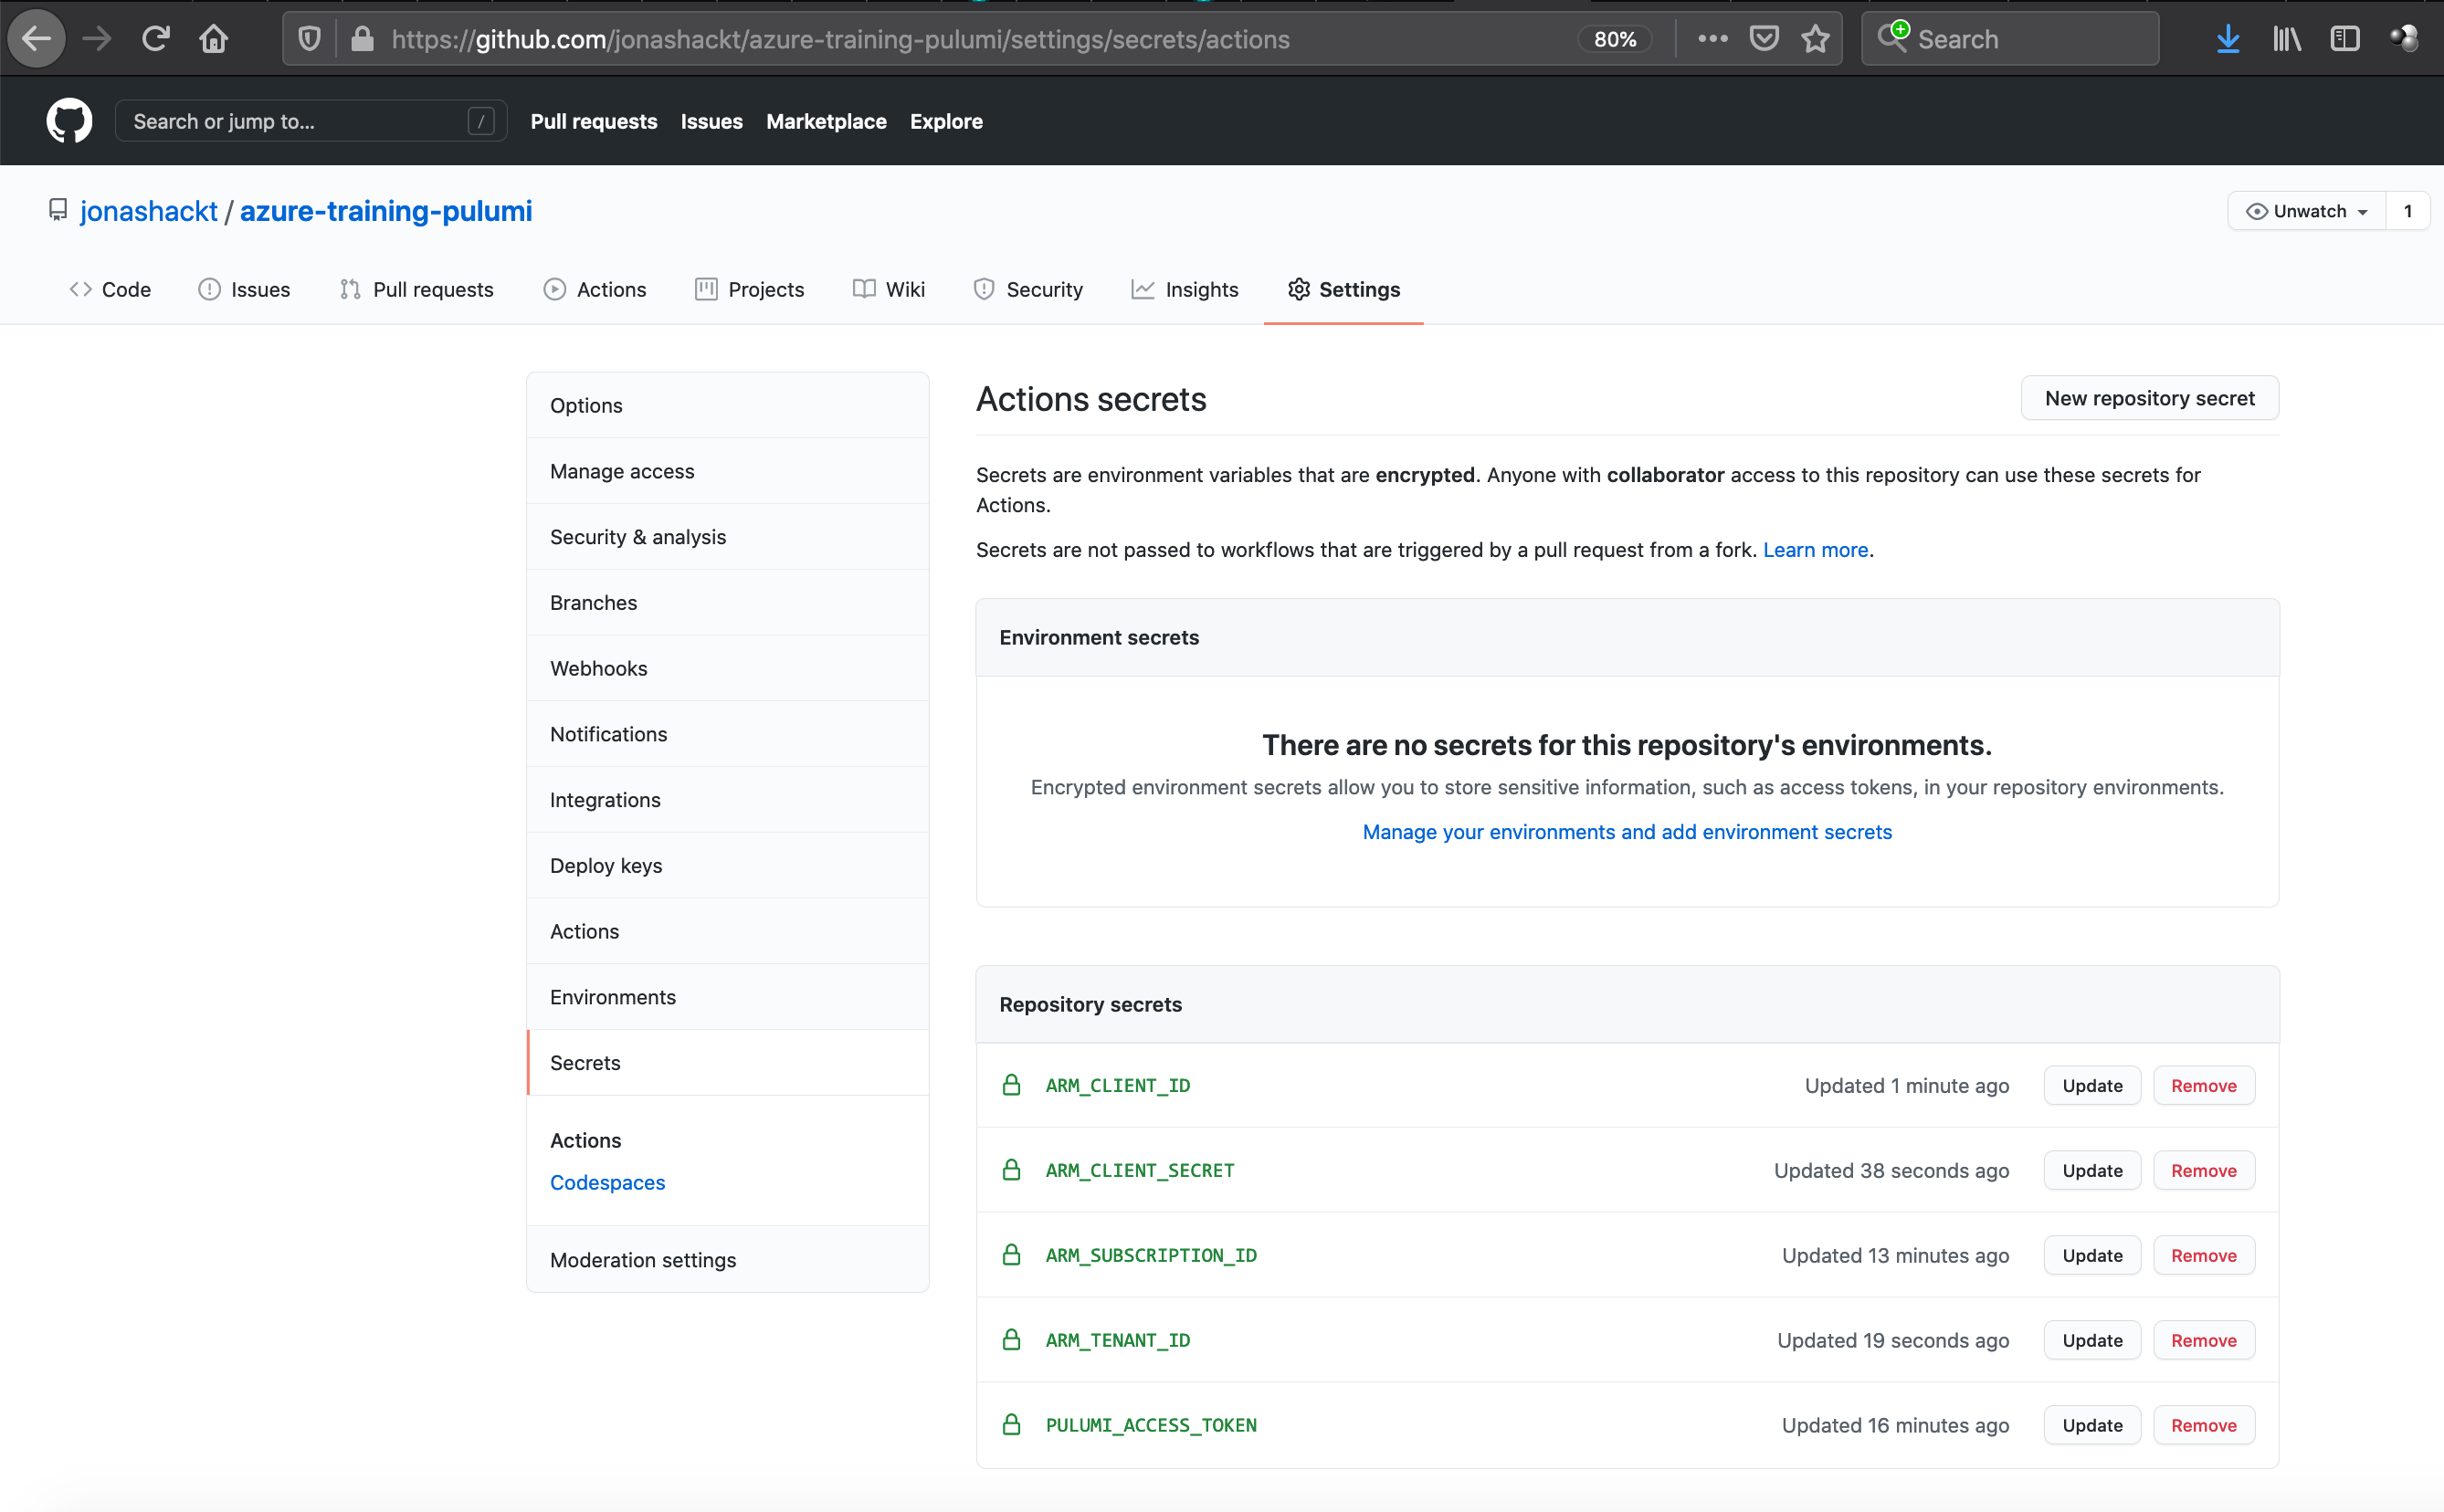 https://github.com/jonashackt/azure-training-pulumi/settings/secrets/actions 80% Search
Search or jump to... / Pull requests Issues Marketplace Explore
jonashackt / azure-training-pulumi Unwatch 1
Code Issues Pull requests Actions Projects Wiki Security Insights Settings
Options
Manage access
Security & analysis
Branches
Webhooks
Notifications
Integrations
Deploy keys
Actions
Environments
Secrets
Actions
Codespaces
Moderation settings
Actions secrets New repository secret
Secrets are environment variables that are encrypted. Anyone with collaborator access to this repository can use these secrets for
Actions.
Secrets are not passed to workflows that are triggered by a pull request from a fork. Learn more.
Environment secrets
There are no secrets for this repository's environments.
Encrypted environment secrets allow you to store sensitive information, such as access tokens, in your repository environments.
Manage your environments and add environment secrets
Repository secrets
ARM_CLIENT_ID Updated 1 minute ago Update Remove
ARM_CLIENT_SECRET Updated 38 seconds ago Update Remove
ARM_SUBSCRIPTION_ID Updated 13 minutes ago Update Remove
ARM_TENANT_ID Updated 19 seconds ago Update Remove
PULUMI_ACCESS_TOKEN Updated 16 minutes ago Update Remove